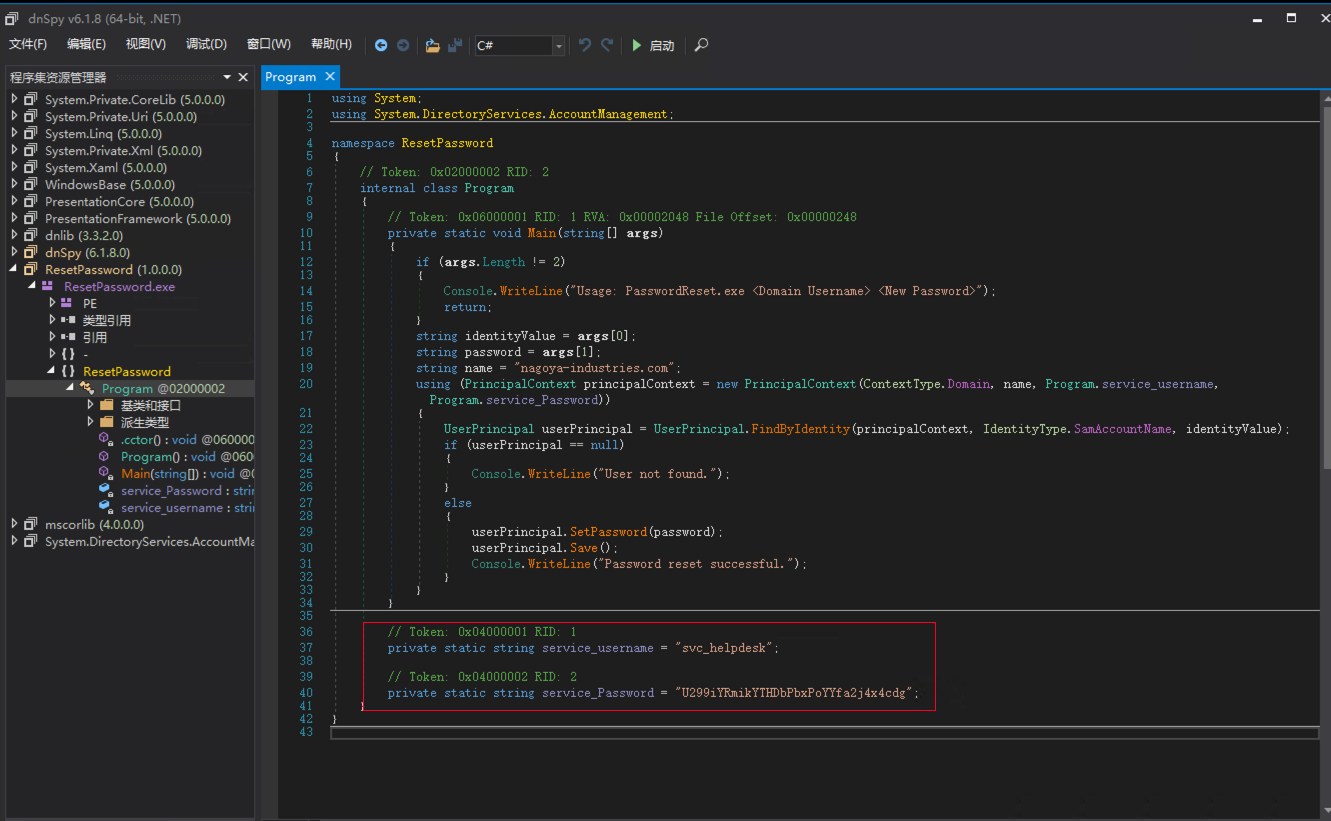 dnSpy v6.1.8 (64-bit, .NET)
文件(F) 编辑(E) 视图(V) 调试(D) 窗口(W) 帮助(H) C# 启动
程序集资源管理器
System.Private.CoreLib (5.0.0.0)
System.Private.Uri (5.0.0.0)
System.Linq (5.0.0.0)
System.Private.Xml (5.0.0.0)
System.Xaml (5.0.0.0)
WindowsBase (5.0.0.0)
PresentationCore (5.0.0.0)
PresentationFramework (5.0.0.0)
dnlib (3.3.2.0)
dnSpy (6.1.8.0)
ResetPassword (1.0.0.0)
ResetPassword.exe
PE
类型引用
引用
{ } -
{ } ResetPassword
Program @02000002
基类和接口
派生类型
.cctor() : void @060000
Program() : void @060
Main(string[]) : void @0
service_Password : strin
service_username : strin
mscorlib (4.0.0.0)
System.DirectoryServices.AccountMa
Program
1 using System;
2 using System.DirectoryServices.AccountManagement;
3
4 namespace ResetPassword
5 {
6 // Token: 0x02000002 RID: 2
7 internal class Program
8 {
9 // Token: 0x06000001 RID: 1 RVA: 0x00002048 File Offset: 0x00000248
10 private static void Main(string[] args)
11 {
12 if (args.Length != 2)
13 {
14 Console.WriteLine("Usage: PasswordReset.exe <Domain Username> <New Password>");
15 return;
16 }
17 string identityValue = args[0];
18 string password = args[1];
19 string name = "nagoya-industries.com";
20 using (PrincipalContext principalContext = new PrincipalContext(ContextType.Domain, name, Program.service_username,
Program.service_Password))
21 {
22 UserPrincipal userPrincipal = UserPrincipal.FindByIdentity(principalContext, IdentityType.SamAccountName, identityValue);
23 if (userPrincipal == null)
24 {
25 Console.WriteLine("User not found.");
26 }
27 else
28 {
29 userPrincipal.SetPassword(password);
30 userPrincipal.Save();
31 Console.WriteLine("Password reset successful.");
32 }
33 }
34 }
35
36 // Token: 0x04000001 RID: 1
37 private static string service_username = "svc_helpdesk";
38
39 // Token: 0x04000002 RID: 2
40 private static string service_Password = "U299iYRmikYTHDbPbxPoYYfa2j4x4cdg";
41 }
42 }
43